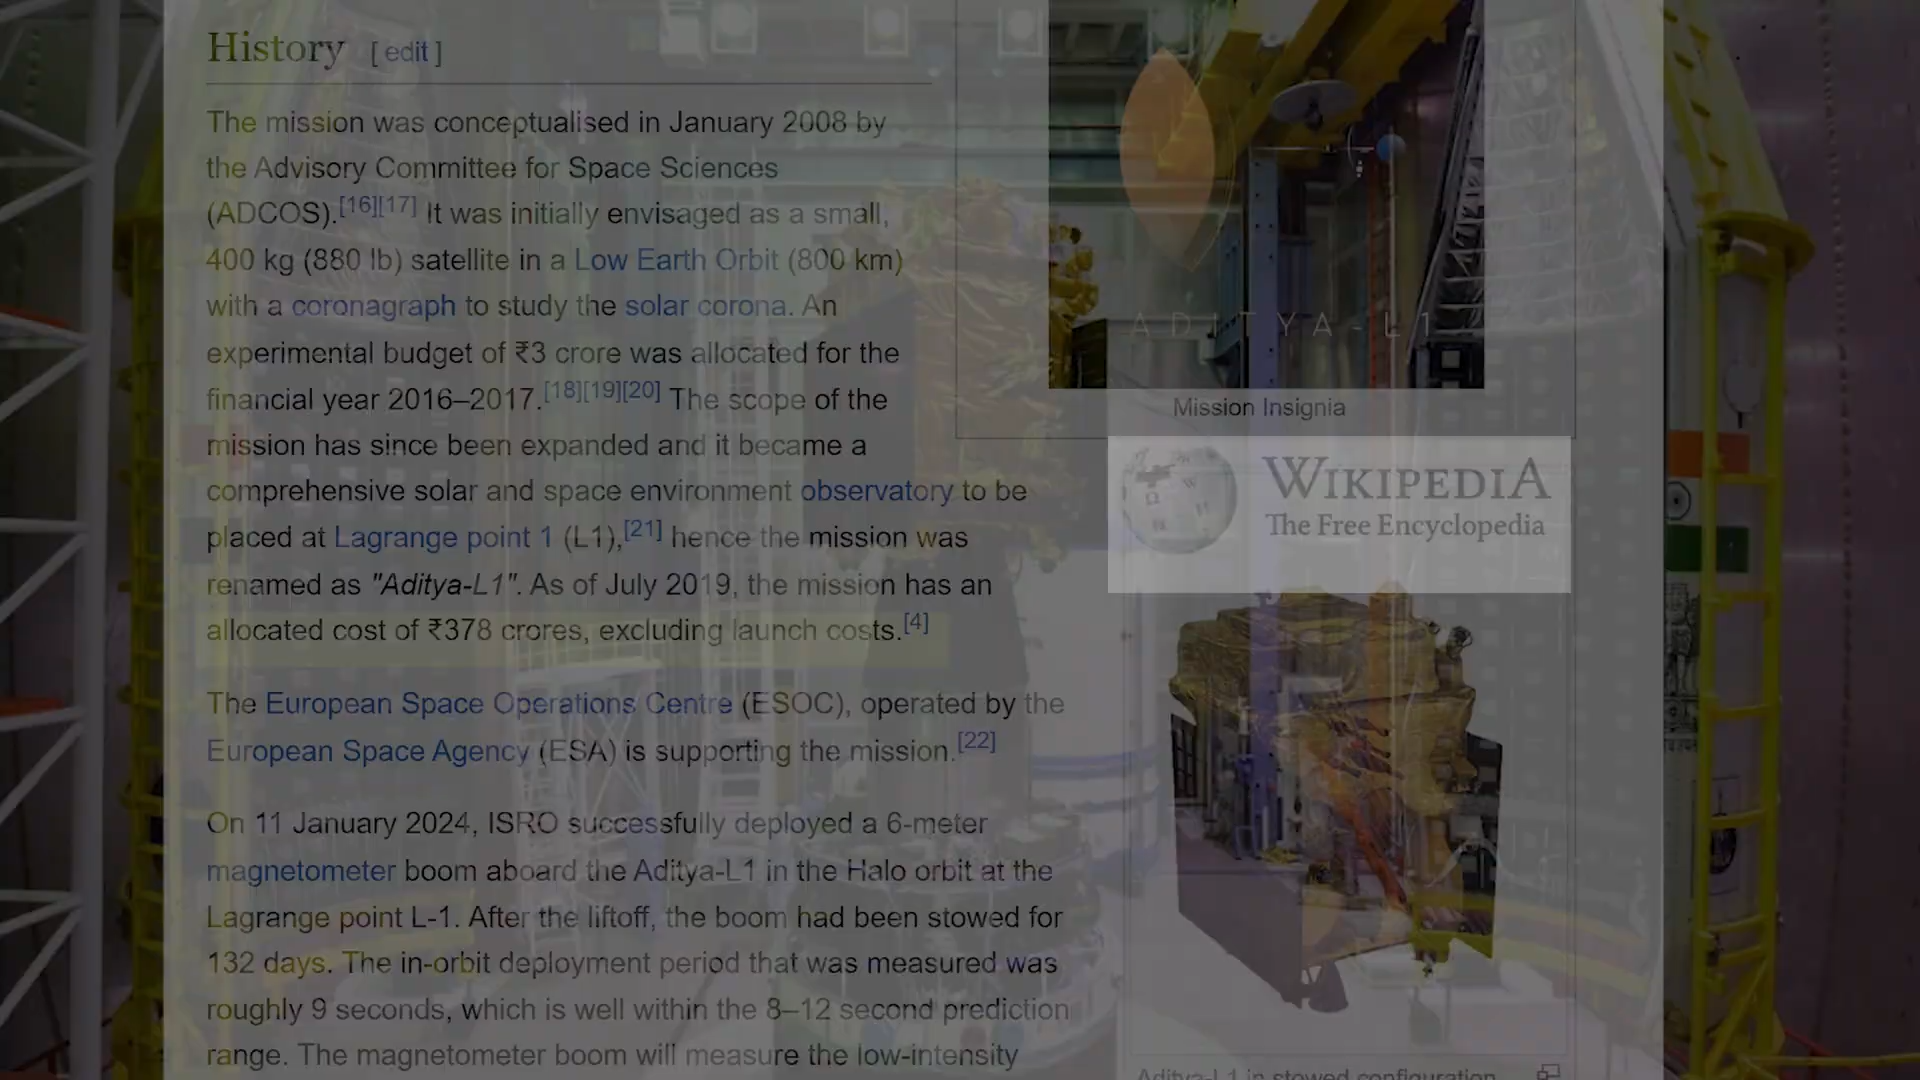 History [ edit ]
The mission was conceptualised in January 2008 by
the Advisory Committee for Space Sciences
(ADCOS).[16][17] It was initially envisaged as a small,
400 kg (880 lb) satellite in a Low Earth Orbit (800 km)
with a coronagraph to study the solar corona. An
experimental budget of ₹3 crore was allocated for the
financial year 2016–2017.[18][19][20] The scope of the
mission has since been expanded and it became a
comprehensive solar and space environment observatory to be
placed at Lagrange point 1 (L1),[21] hence the mission was
renamed as "Aditya-L1". As of July 2019, the mission has an
allocated cost of ₹378 crores, excluding launch costs.[4]
The European Space Operations Centre (ESOC), operated by the
European Space Agency (ESA) is supporting the mission.[22]
On 11 January 2024, ISRO successfully deployed a 6-meter
magnetometer boom aboard the Aditya-L1 in the Halo orbit at the
Lagrange point L-1. After the liftoff, the boom had been stowed for
132 days. The in-orbit deployment period that was measured was
roughly 9 seconds, which is well within the 8–12 second prediction
range. The magnetometer boom will measure the low-intensity
ADITYA-L1
Mission Insignia
WIKIPEDIA
The Free Encyclopedia
Aditya-L1 in stowed configuration